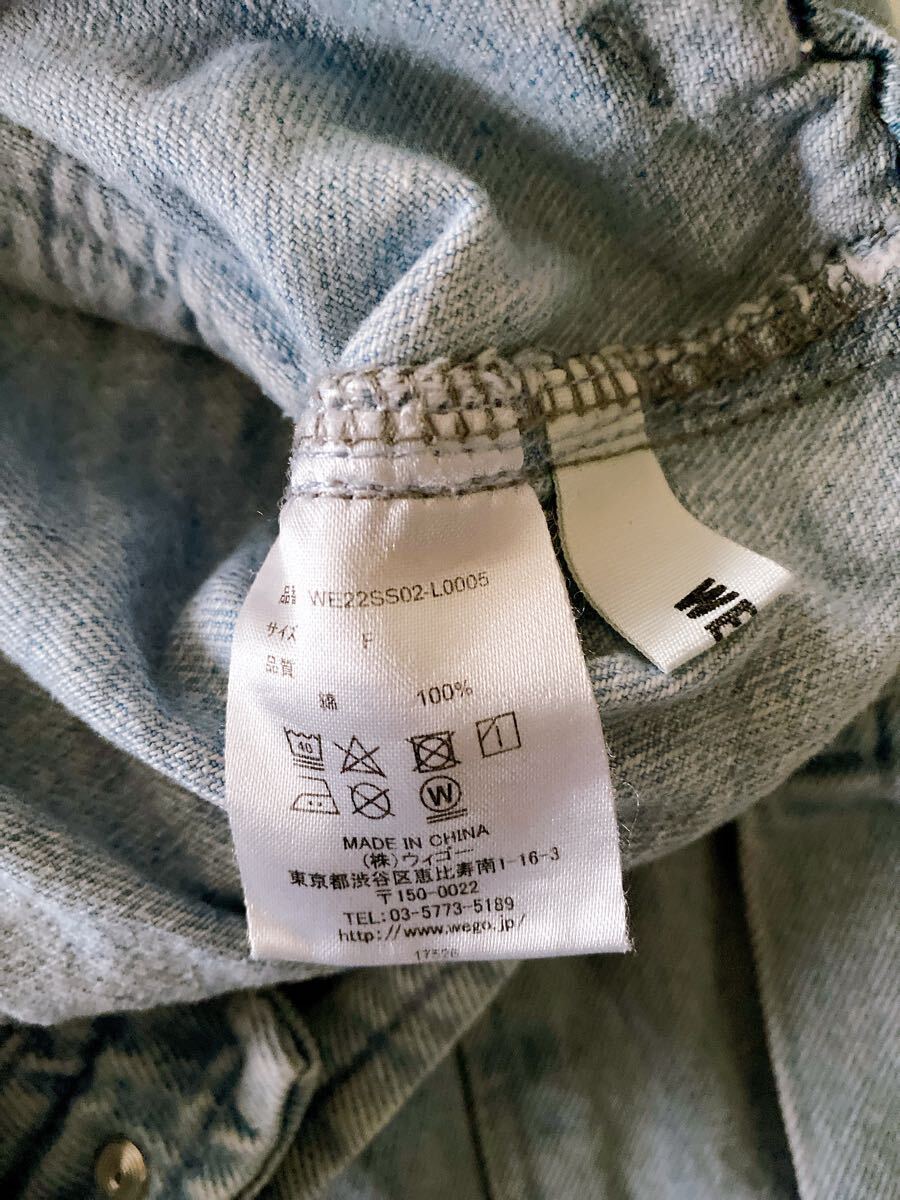 品番 WE22SS02-L0005
サイズ F
品質
綿 100%
40
W
MADE IN CHINA
(株)ウィゴー
東京都渋谷区恵比寿南1-16-3
〒150-0022
TEL:03-5773-5189
http://www.wego.jp/
WE